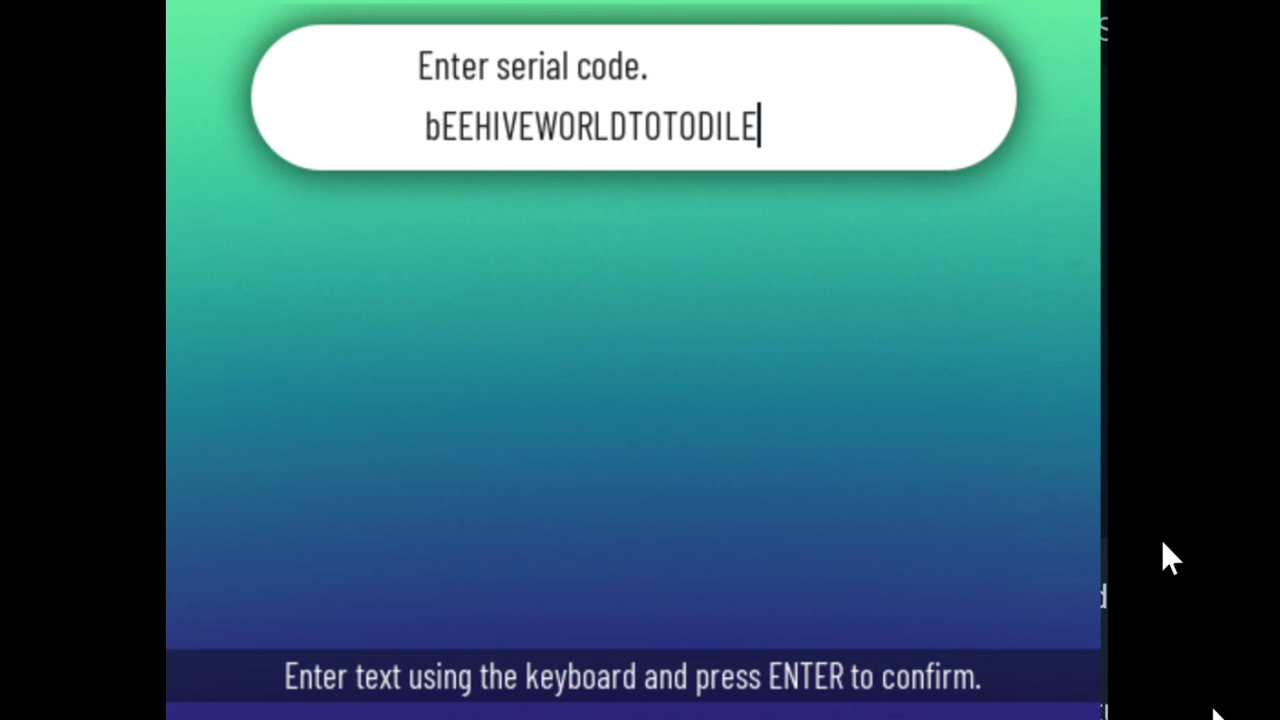 Enter serial code.
bEEHIVEWORLDTOTODILE
Enter text using the keyboard and press ENTER to confirm.